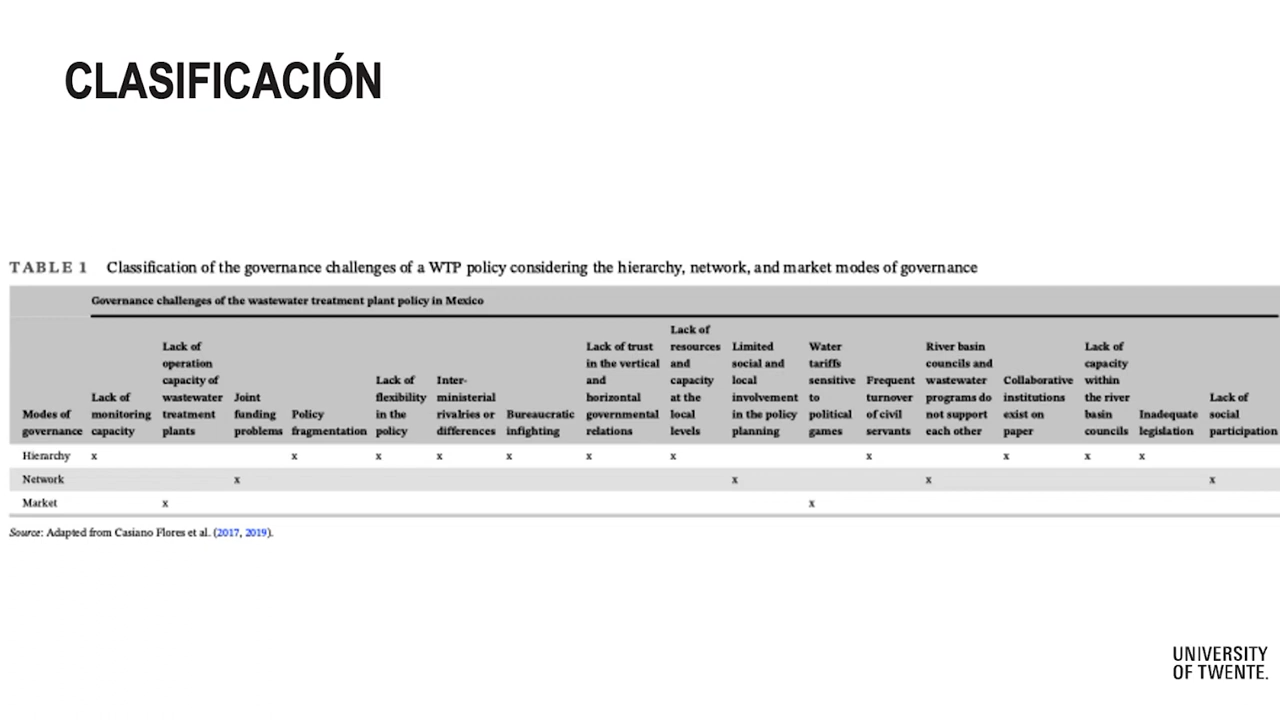 CLASIFICACIÓN
TABLE 1 Classification of the governance challenges of a WTP policy considering the hierarchy, network, and market modes of governance
Governance challenges of the wastewater treatment plant policy in Mexico
Modes of governance
Lack of monitoring capacity
Lack of operation capacity of wastewater treatment plants
Joint funding problems
Policy fragmentation
Lack of flexibility in the policy
Inter-ministerial rivalries or differences
Bureaucratic infighting
Lack of trust in the vertical and horizontal governmental relations
Lack of resources and capacity at the local levels
Limited social and local involvement in the policy planning
Water tariffs sensitive to political games
Frequent turnover of civil servants
River basin councils and wastewater programs do not support each other
Collaborative institutions exist on paper
Lack of capacity within the river basin councils
Inadequate legislation
Lack of social participation
Hierarchy x x x x x x x x x x x
Network x x x x
Market x x
Source: Adapted from Casiano Flores et al. (2017, 2019).
UNIVERSITY
OF TWENTE.